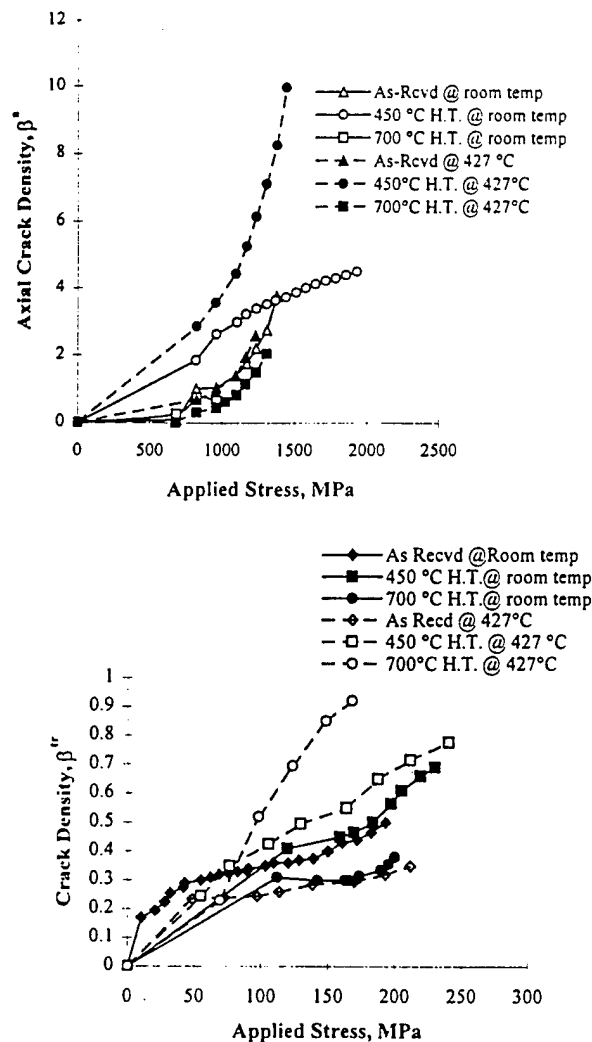 12
10
8
6
4
2
0
Axial Crack Density, βª
As-Rcvd @ room temp
450 °C H.T. @ room temp
700 °C H.T. @ room temp
As-Rcvd @ 427 °C
450°C H.T. @ 427°C
700°C H.T. @ 427°C
0 500 1000 1500 2000 2500
Applied Stress, MPa
As Recvd @Room temp
450 °C H.T.@ room temp
700 °C H.T.@ room temp
As Recd @ 427°C
450 °C H.T.@ 427 °C
700°C H.T.@ 427°C
1
0.9
0.8
0.7
0.6
0.5
0.4
0.3
0.2
0.1
0
Crack Density, βᵗʳ
0 50 100 150 200 250 300
Applied Stress, MPa